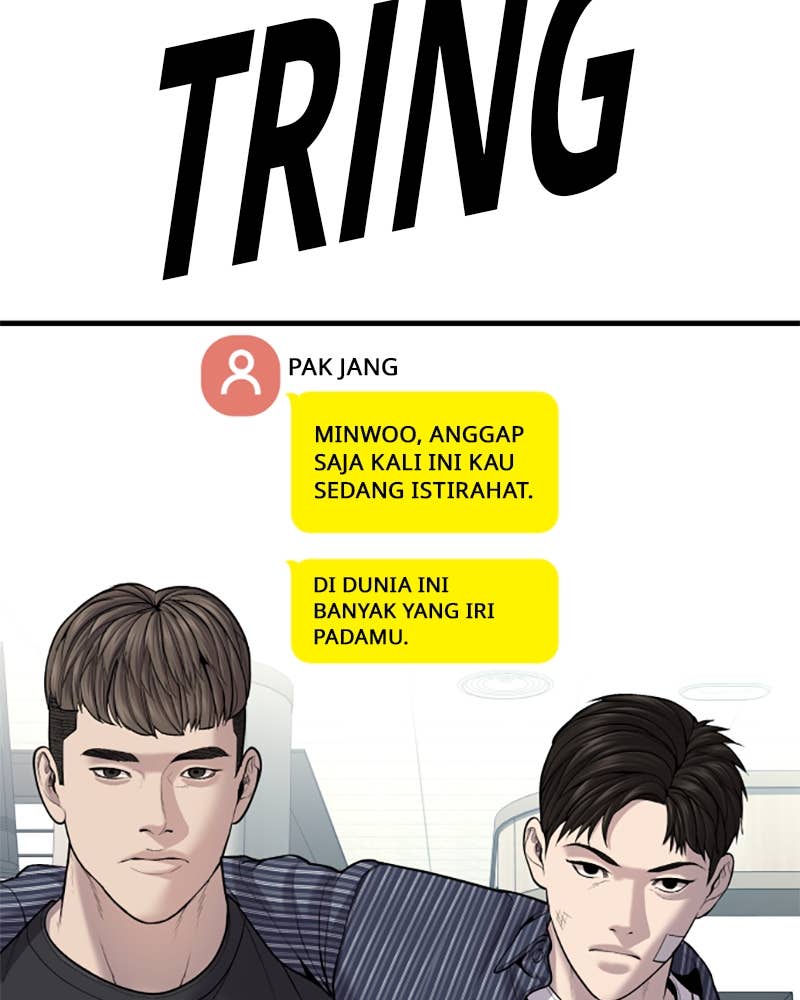 TRING
PAK JANG
MINWOO, ANGGAP
SAJA KALI INI KAU
SEDANG ISTIRAHAT.
DI DUNIA INI
BANYAK YANG IRI
PADAMU.